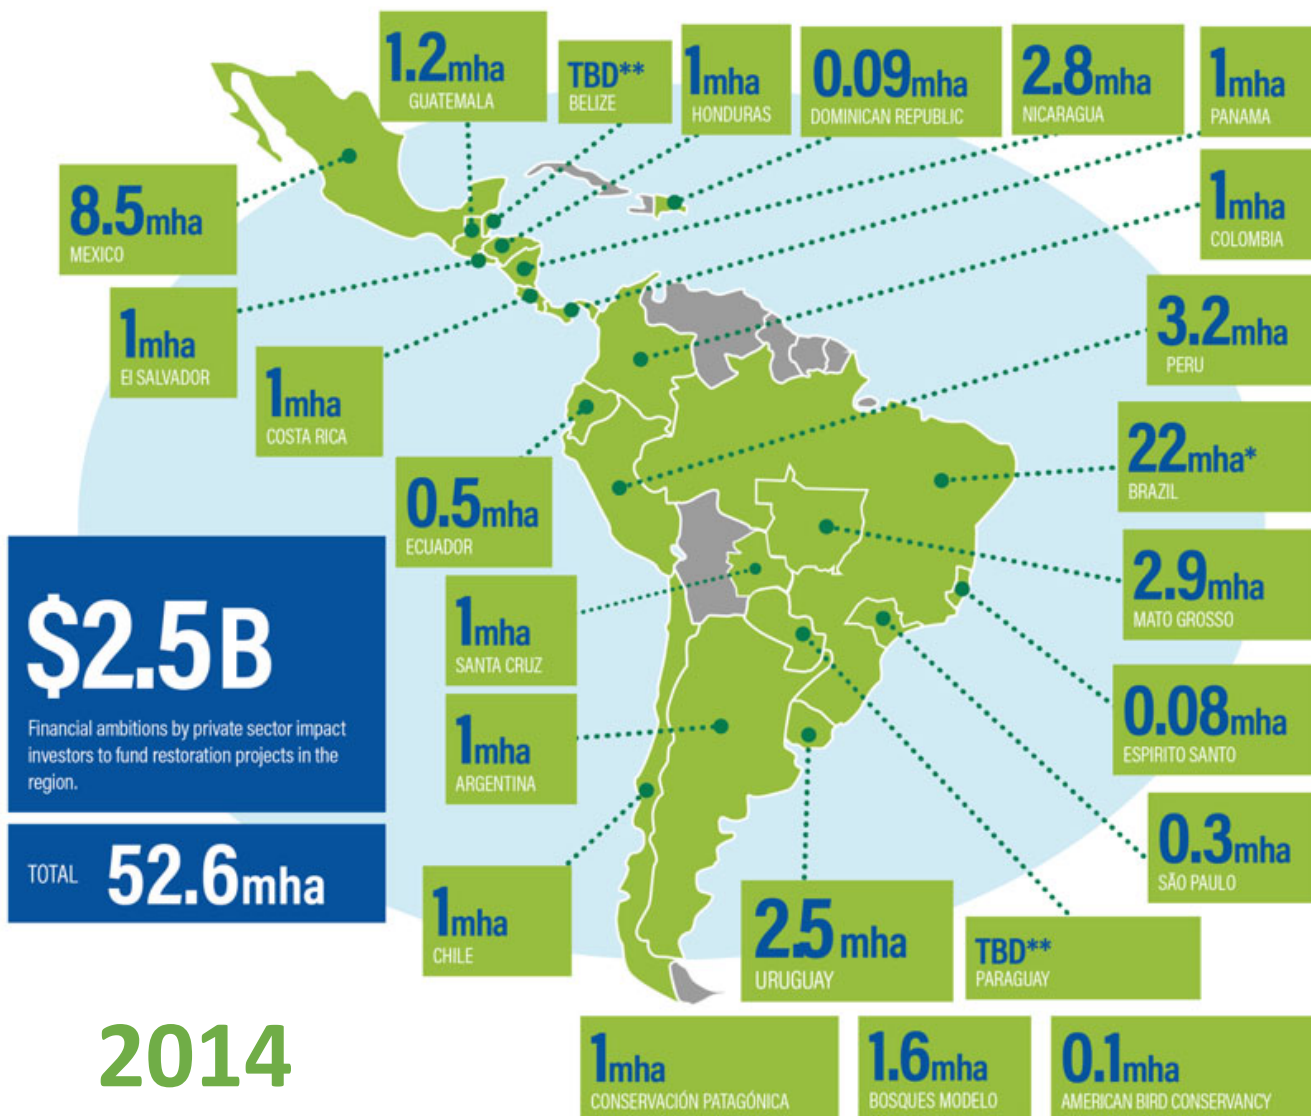 1.2mha
GUATEMALA
TBD**
BELIZE
1mha
HONDURAS
0.09mha
DOMINICAN REPUBLIC
2.8mha
NICARAGUA
1mha
PANAMA
8.5mha
MEXICO
1mha
COLOMBIA
1mha
El SALVADOR
3.2mha
PERU
1mha
COSTA RICA
22mha*
BRAZIL
0.5mha
ECUADOR
2.9mha
MATO GROSSO
$2.5B
Financial ambitions by private sector impact
investors to fund restoration projects in the
region.
1mha
SANTA CRUZ
0.08mha
ESPIRITO SANTO
1mha
ARGENTINA
0.3mha
SÃO PAULO
TOTAL 52.6mha
1mha
CHILE
2.5 mha
URUGUAY
TBD**
PARAGUAY
2014
1mha
CONSERVACIÓN PATAGÓNICA
1.6mha
BOSQUES MODELO
0.1mha
AMERICAN BIRD CONSERVANCY